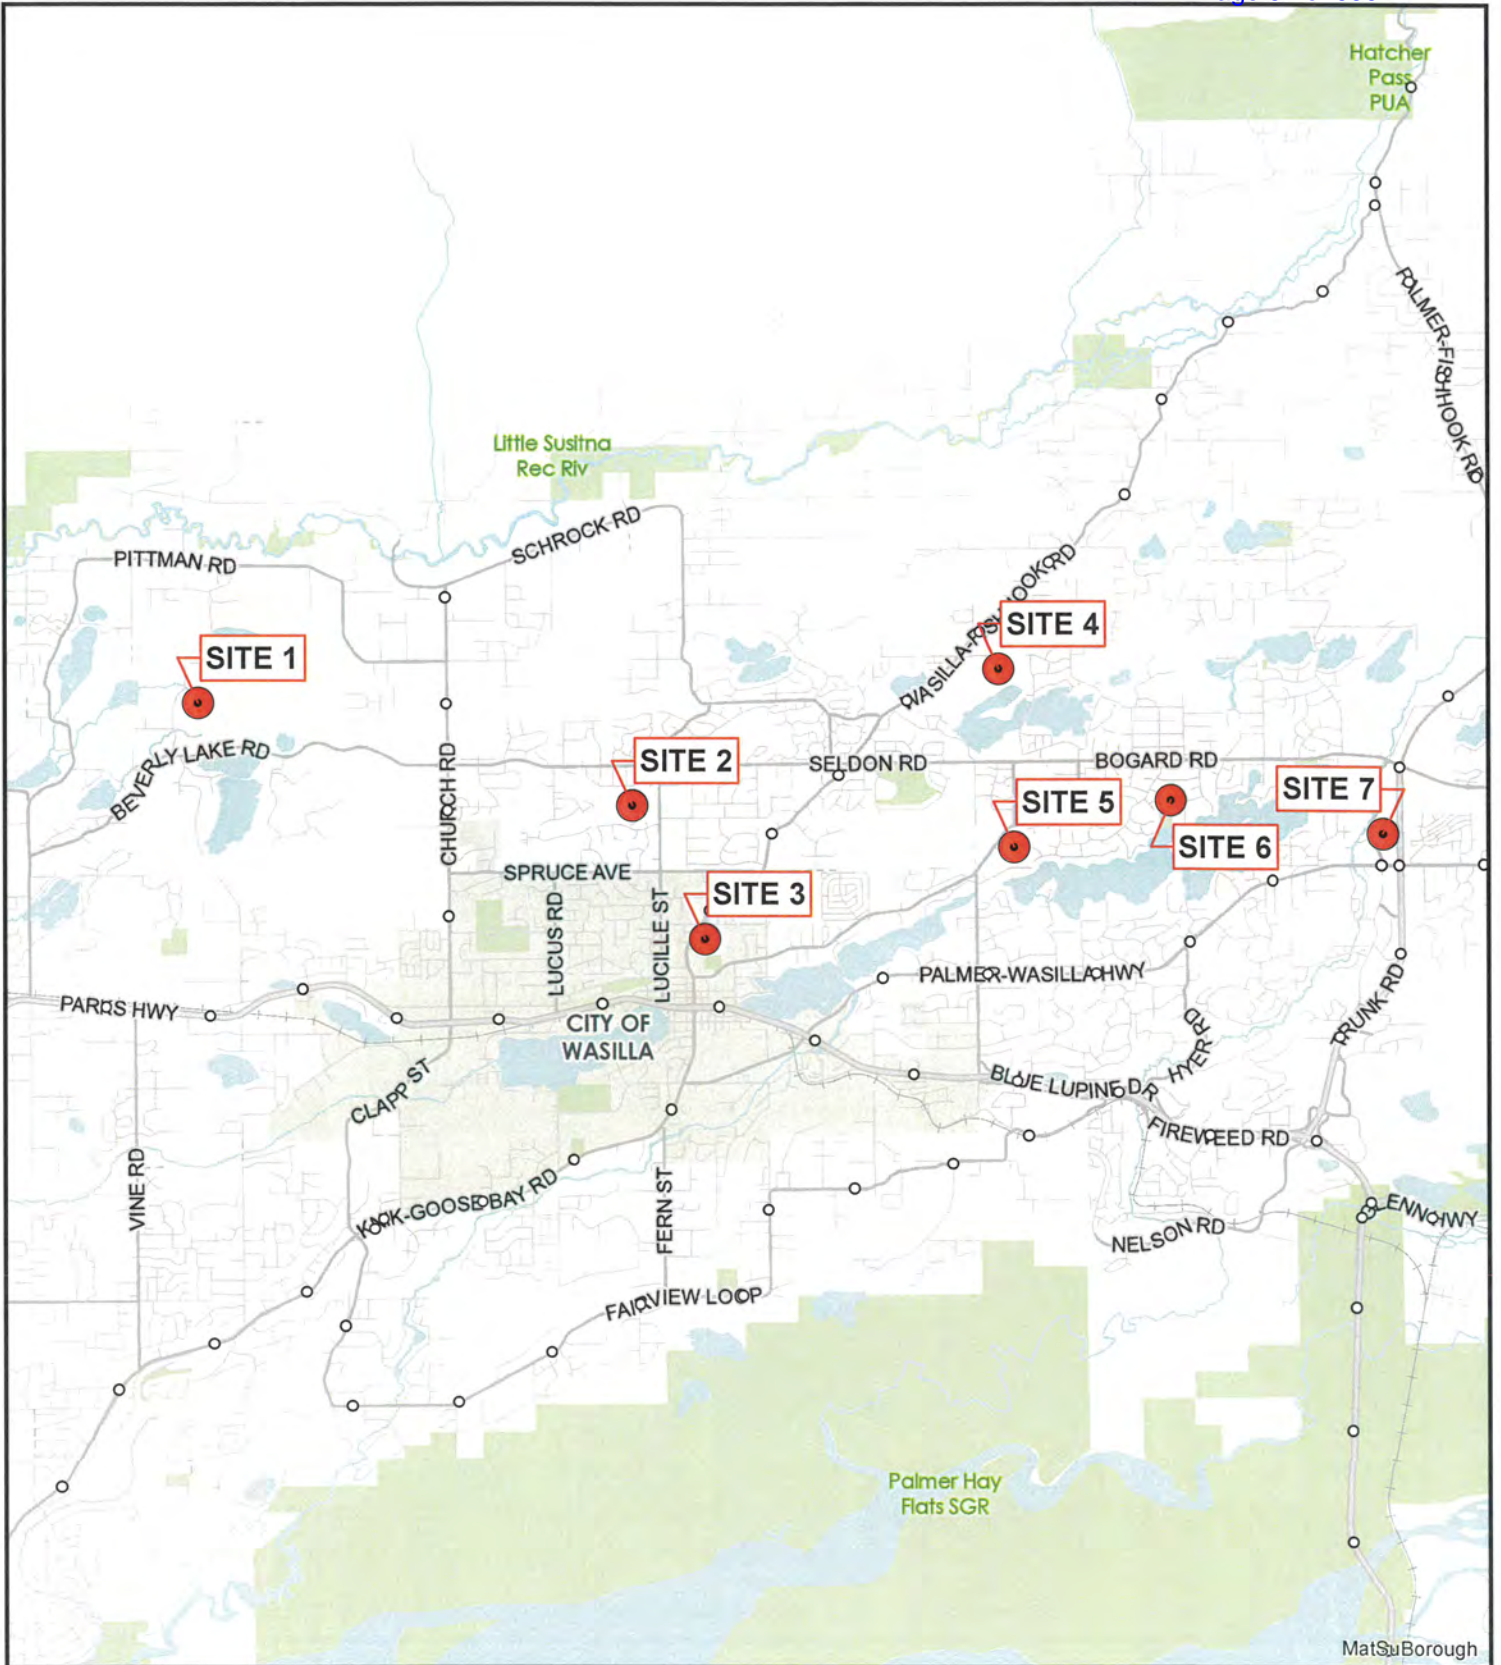 Hatcher
Pass
PUA
PALMER-FISHHOOK RD
Little Susitna
Rec Riv
SCHROCK RD
PITTMAN RD
WASILLA-FISHHOOK RD
SITE 4
SITE 1
BEVERLY LAKE RD
CHURCH RD
SITE 2
SELDON RD
BOGARD RD
SITE 5
SITE 7
SITE 6
SPRUCE AVE
SITE 3
LUCUS RD
LUCILLE ST
PALMER-WASILLA HWY
PARKS HWY
CITY OF
WASILLA
TRUNK RD
HYER RD
CLAPP ST
BLUE LUPINE DR
FIREWEED RD
VINE RD
KNIK-GOOSE BAY RD
FERN ST
NELSON RD
GLENN HWY
FAIRVIEW LOOP
Palmer Hay
Flats SGR
MatSuBorough